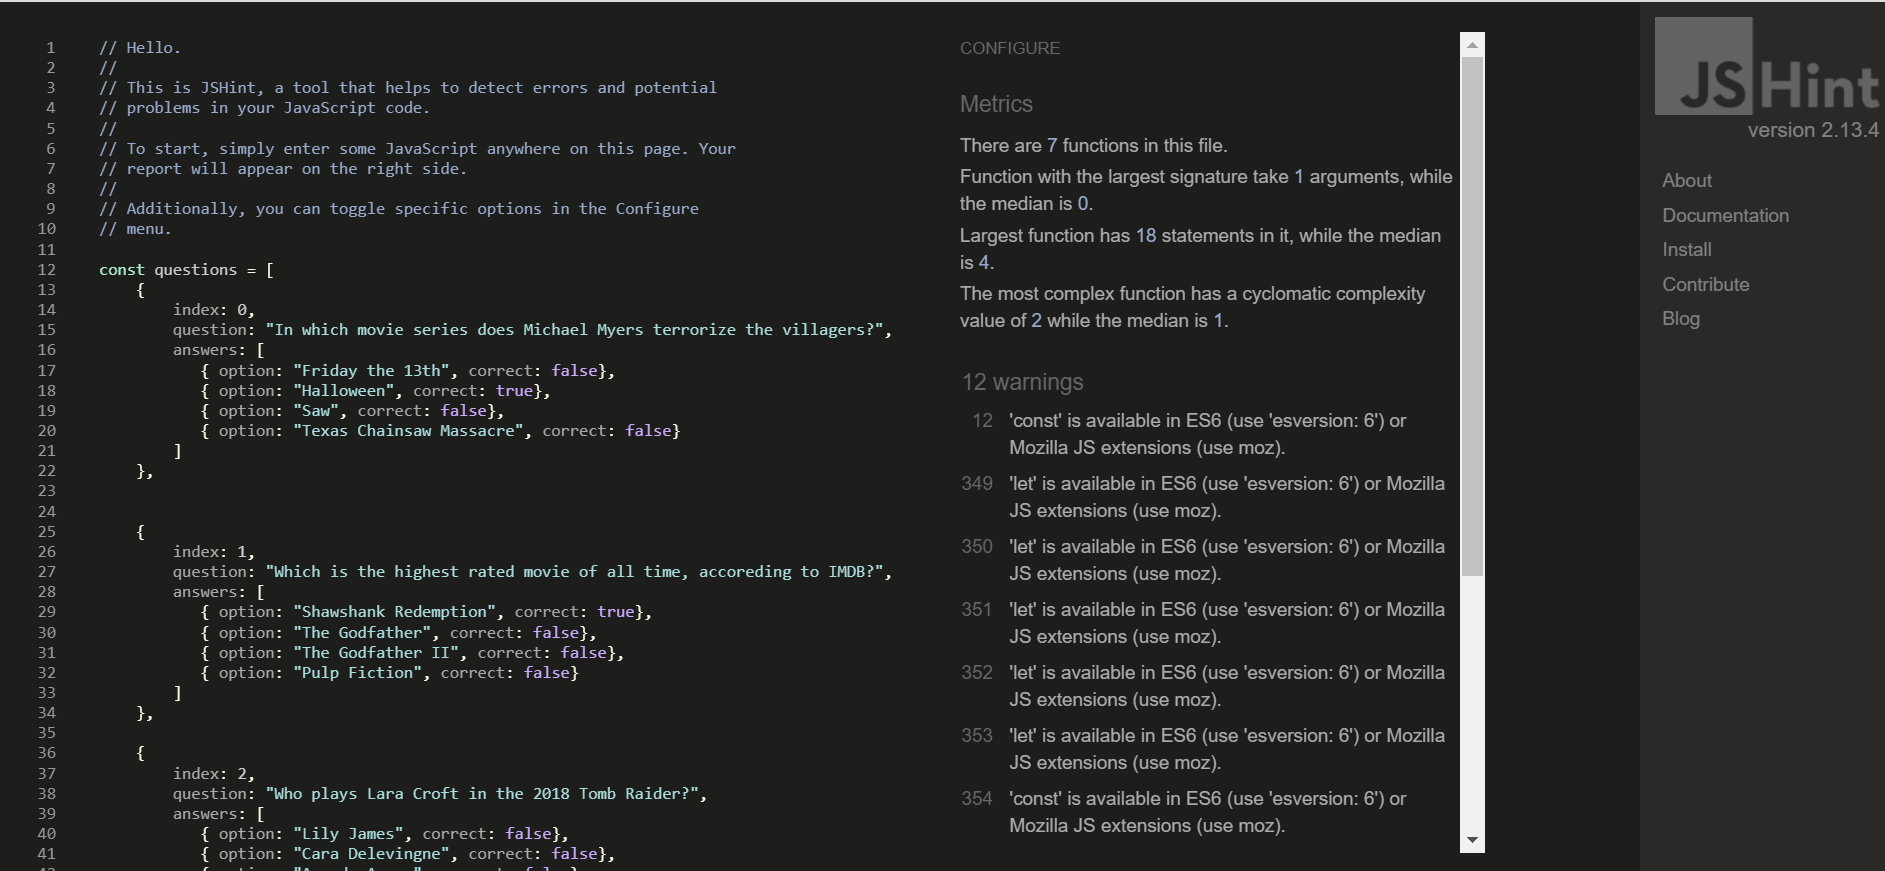 1 // Hello.
2 //
3 // This is JSHint, a tool that helps to detect errors and potential
4 // problems in your JavaScript code.
5 //
6 // To start, simply enter some JavaScript anywhere on this page. Your
7 // report will appear on the right side.
8 //
9 // Additionally, you can toggle specific options in the Configure
10 // menu.
11
12 const questions = [
13 {
14 index: 0,
15 question: "In which movie series does Michael Myers terrorize the villagers?",
16 answers: [
17 { option: "Friday the 13th", correct: false},
18 { option: "Halloween", correct: true},
19 { option: "Saw", correct: false},
20 { option: "Texas Chainsaw Massacre", correct: false}
21 ]
22 },
23
24
25 {
26 index: 1,
27 question: "Which is the highest rated movie of all time, accoreding to IMDB?",
28 answers: [
29 { option: "Shawshank Redemption", correct: true},
30 { option: "The Godfather", correct: false},
31 { option: "The Godfather II", correct: false},
32 { option: "Pulp Fiction", correct: false}
33 ]
34 },
35
36 {
37 index: 2,
38 question: "Who plays Lara Croft in the 2018 Tomb Raider?",
39 answers: [
40 { option: "Lily James", correct: false},
41 { option: "Cara Delevingne", correct: false},
CONFIGURE
Metrics
There are 7 functions in this file.
Function with the largest signature take 1 arguments, while
the median is 0.
Largest function has 18 statements in it, while the median
is 4.
The most complex function has a cyclomatic complexity
value of 2 while the median is 1.
12 warnings
12 'const' is available in ES6 (use 'esversion: 6') or
Mozilla JS extensions (use moz).
349 'let' is available in ES6 (use 'esversion: 6') or Mozilla
JS extensions (use moz).
350 'let' is available in ES6 (use 'esversion: 6') or Mozilla
JS extensions (use moz).
351 'let' is available in ES6 (use 'esversion: 6') or Mozilla
JS extensions (use moz).
352 'let' is available in ES6 (use 'esversion: 6') or Mozilla
JS extensions (use moz).
353 'let' is available in ES6 (use 'esversion: 6') or Mozilla
JS extensions (use moz).
354 'const' is available in ES6 (use 'esversion: 6') or
Mozilla JS extensions (use moz).
JSHint
version 2.13.4
About
Documentation
Install
Contribute
Blog